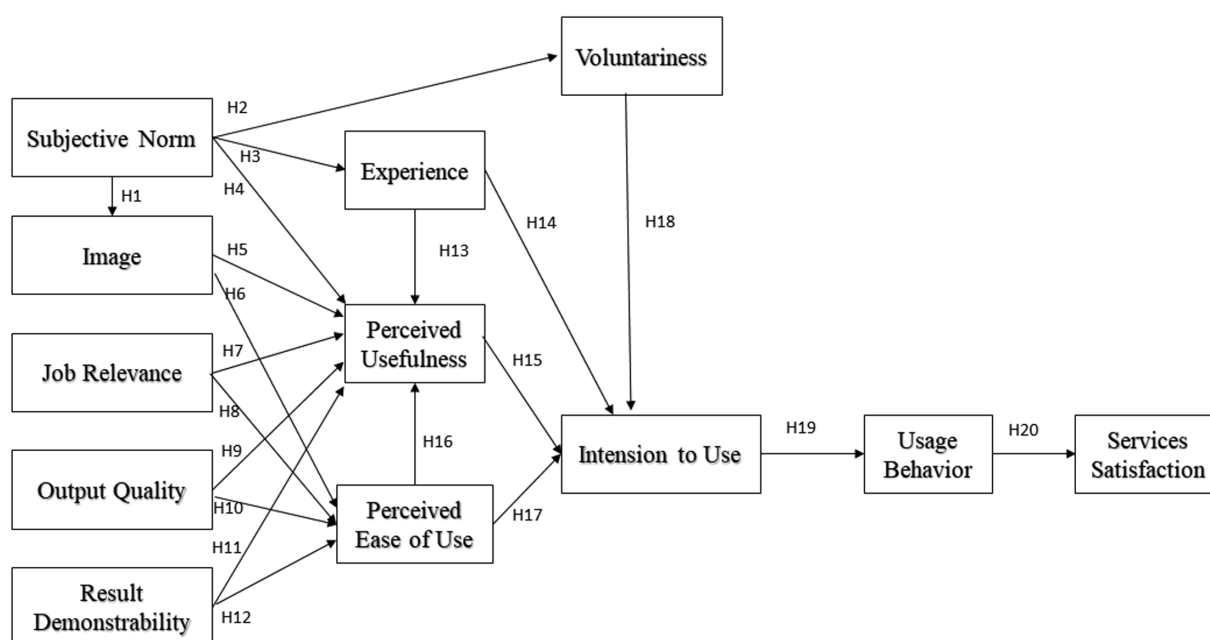 Voluntariness
H2
Subjective Norm
H3
Experience
H4
H1
H14
H18
Image
H5
H13
H6
Perceived
Usefulness
Job Relevance
H7
H15
H8
H16
H9
Intension to Use
H19
Usage
Behavior
H20
Services
Satisfaction
Output Quality
H10
Perceived
Ease of Use
H17
H11
Result
Demonstrability
H12